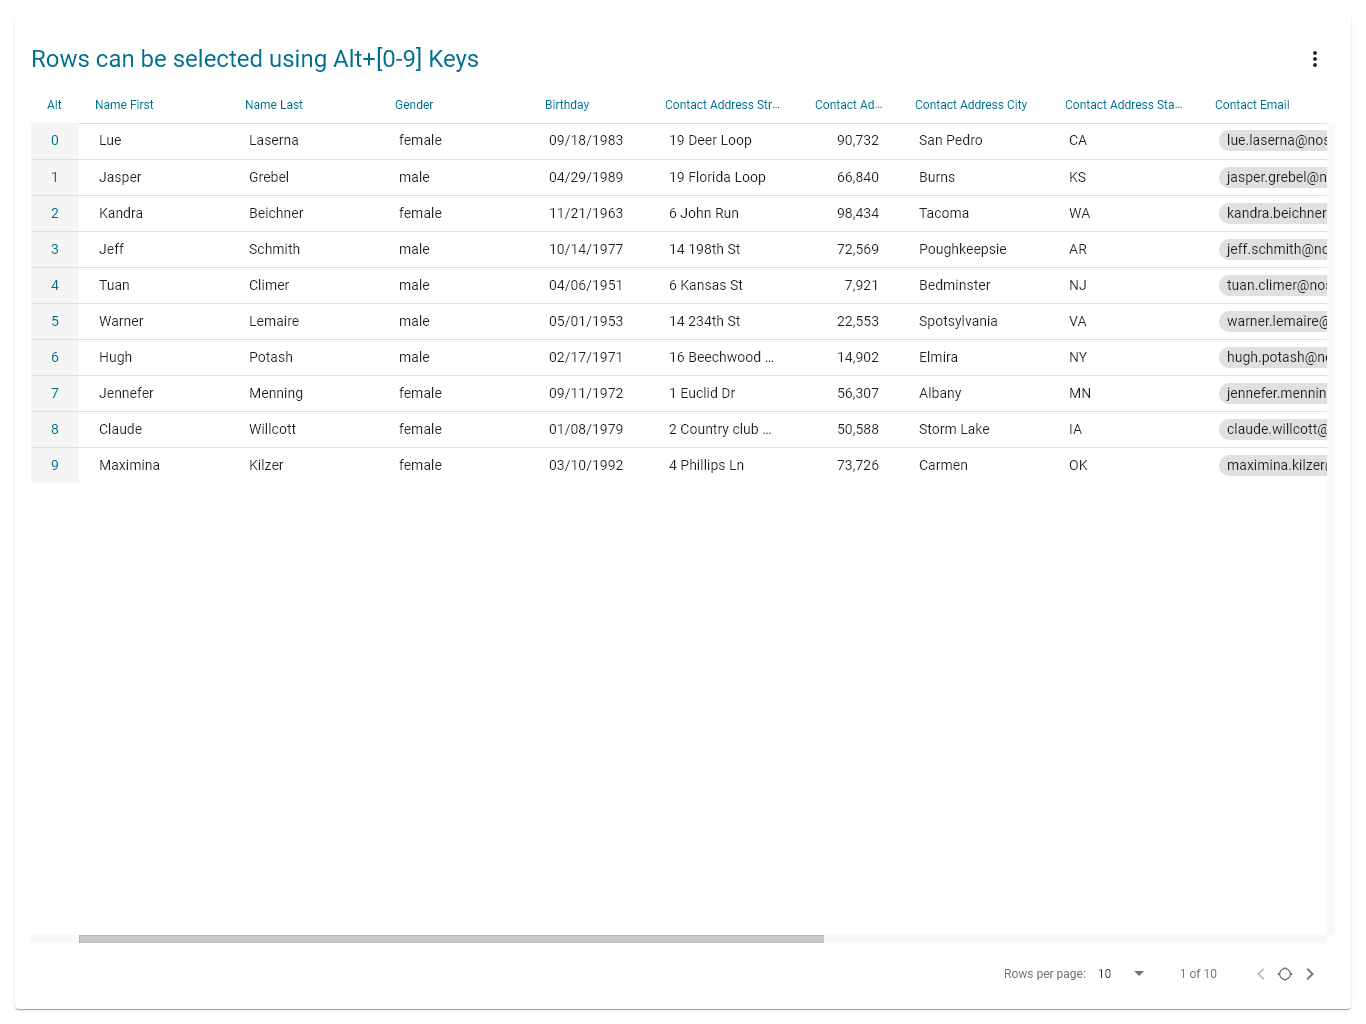 Rows can be selected using Alt+[0-9] Keys
Alt Name First Name Last Gender Birthday Contact Address Str... Contact Ad... Contact Address City Contact Address Sta... Contact Email
0 Lue Laserna female 09/18/1983 19 Deer Loop 90,732 San Pedro CA lue.laserna@nos
1 Jasper Grebel male 04/29/1989 19 Florida Loop 66,840 Burns KS jasper.grebel@n
2 Kandra Beichner female 11/21/1963 6 John Run 98,434 Tacoma WA kandra.beichner
3 Jeff Schmith male 10/14/1977 14 198th St 72,569 Poughkeepsie AR jeff.schmith@no
4 Tuan Climer male 04/06/1951 6 Kansas St 7,921 Bedminster NJ tuan.climer@nos
5 Warner Lemaire male 05/01/1953 14 234th St 22,553 Spotsylvania VA warner.lemaire@
6 Hugh Potash male 02/17/1971 16 Beechwood ... 14,902 Elmira NY hugh.potash@no
7 Jennefer Menning female 09/11/1972 1 Euclid Dr 56,307 Albany MN jennefer.mennin
8 Claude Willcott female 01/08/1979 2 Country club ... 50,588 Storm Lake IA claude.willcott@
9 Maximina Kilzer female 03/10/1992 4 Phillips Ln 73,726 Carmen OK maximina.kilzer@
Rows per page: 10 1 of 10